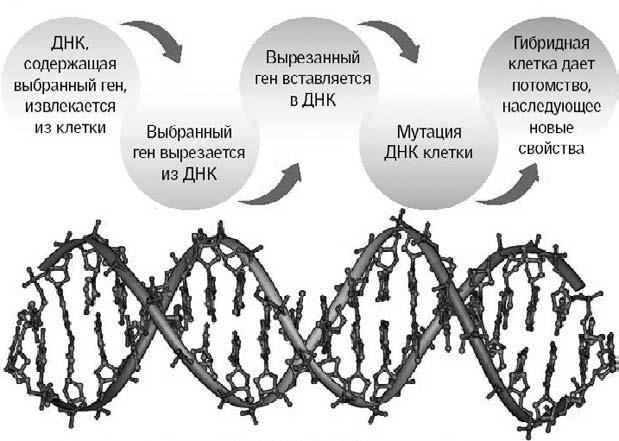 ДНК,
содержащая
выбранный ген,
извлекается
из клетки
Выбранный
ген вырезается
из ДНК
Вырезанный
ген вставляется
в ДНК
Мутация
ДНК клетки
Гибридная
клетка дает
потомство,
наследующее
новые
свойства